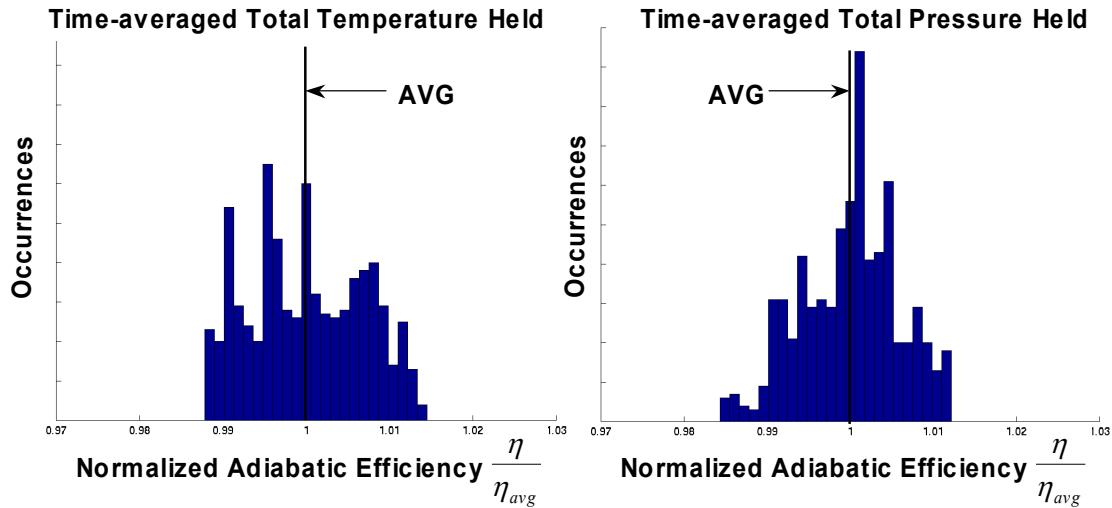 Time-averaged Total Temperature Held
AVG
Occurrences
0.97 0.98 0.99 1 1.01 1.02 1.03
Normalized Adiabatic Efficiency η / η_avg
Time-averaged Total Pressure Held
AVG
Occurrences
0.97 0.98 0.99 1 1.01 1.02 1.03
Normalized Adiabatic Efficiency η / η_avg